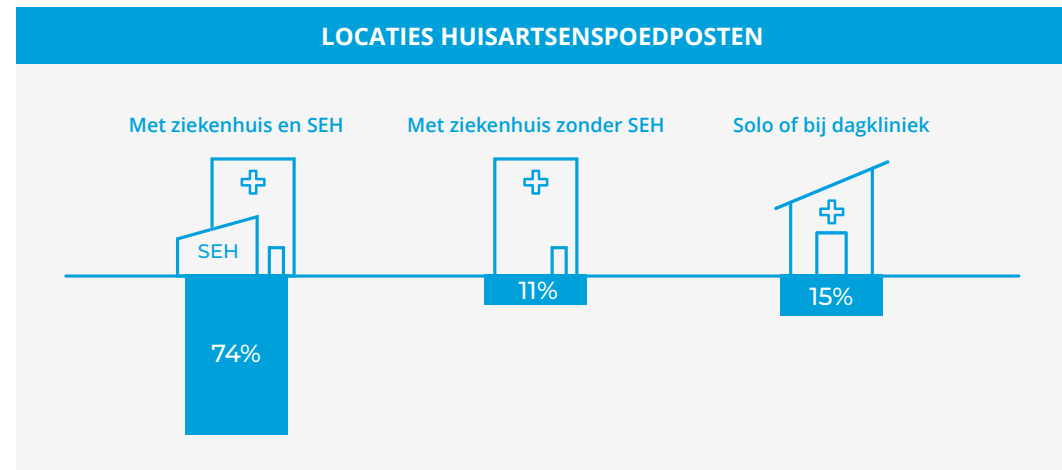 LOCATIES HUISARTSENSPOEDPOSTEN
Met ziekenhuis en SEH
Met ziekenhuis zonder SEH
Solo of bij dagkliniek
SEH
74%
11%
15%